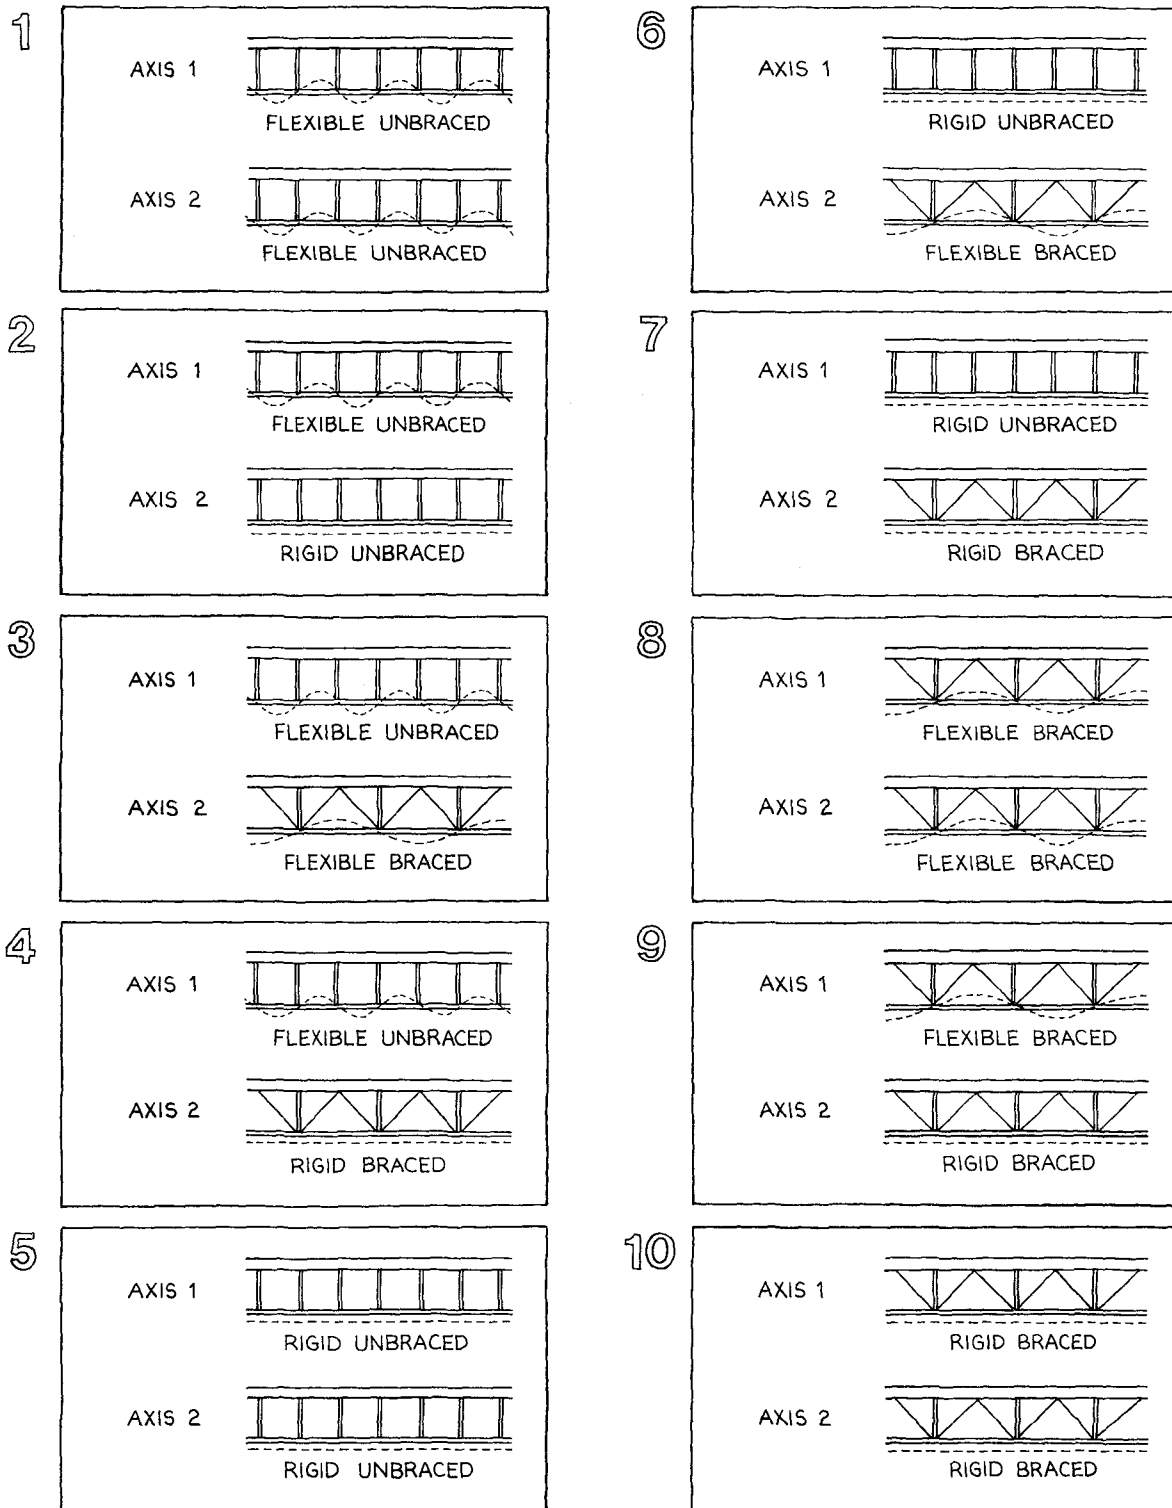 1
AXIS 1
FLEXIBLE UNBRACED
AXIS 2
FLEXIBLE UNBRACED
2
AXIS 1
FLEXIBLE UNBRACED
AXIS 2
RIGID UNBRACED
3
AXIS 1
FLEXIBLE UNBRACED
AXIS 2
FLEXIBLE BRACED
4
AXIS 1
FLEXIBLE UNBRACED
AXIS 2
RIGID BRACED
5
AXIS 1
RIGID UNBRACED
AXIS 2
RIGID UNBRACED
6
AXIS 1
RIGID UNBRACED
AXIS 2
FLEXIBLE BRACED
7
AXIS 1
RIGID UNBRACED
AXIS 2
RIGID BRACED
8
AXIS 1
FLEXIBLE BRACED
AXIS 2
FLEXIBLE BRACED
9
AXIS 1
FLEXIBLE BRACED
AXIS 2
RIGID BRACED
10
AXIS 1
RIGID BRACED
AXIS 2
RIGID BRACED